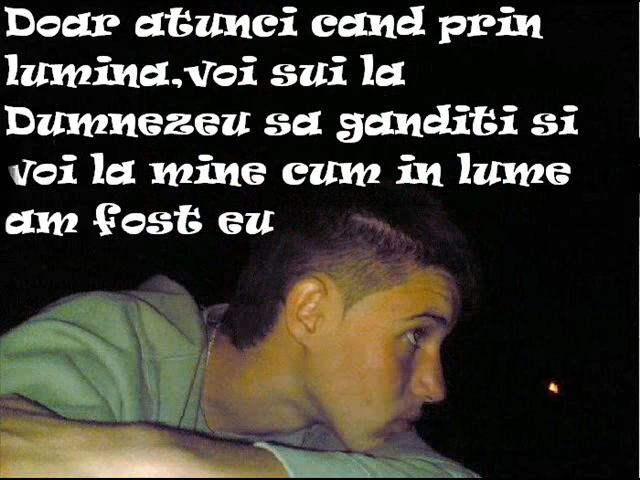 Doar atunci cand prin
lumina,voi sui la
Dumnezeu sa ganditi si
voi la mine cum in lume
am fost eu